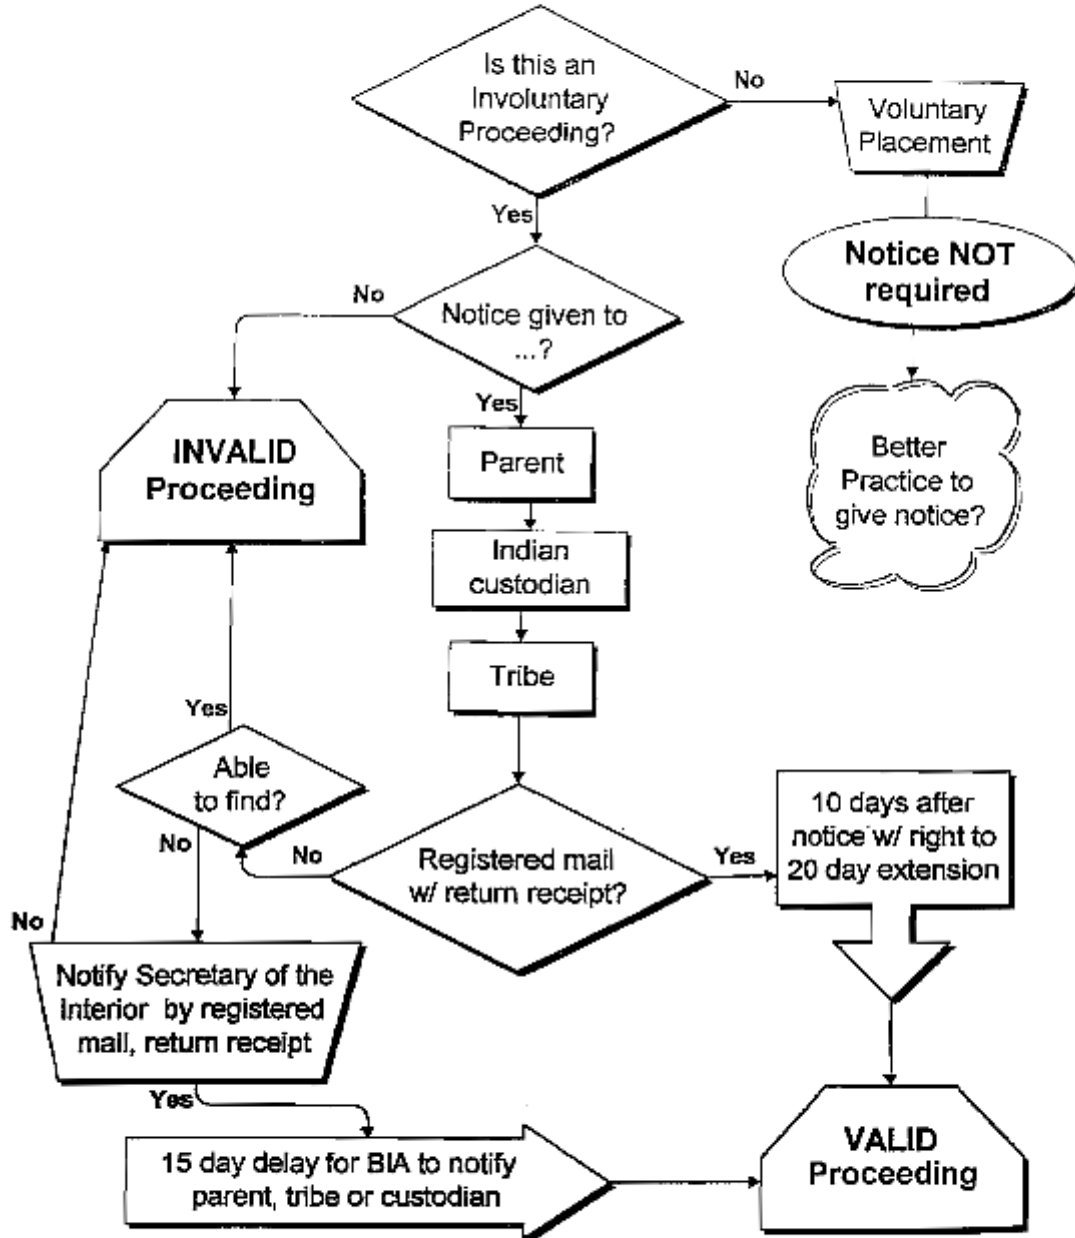 Is this an
Involuntary
Proceeding?
No
Voluntary
Placement
Yes
Notice NOT
required
No
Notice given to
...?
Yes
Better
Practice to
give notice?
INVALID
Proceeding
Parent
Indian
custodian
Tribe
Yes
Able
to find?
No
No
Registered mail
w/ return receipt?
Yes
10 days after
notice w/ right to
20 day extension
No
Notify Secretary of the
Interior by registered
mail, return receipt
Yes
15 day delay for BIA to notify
parent, tribe or custodian
VALID
Proceeding